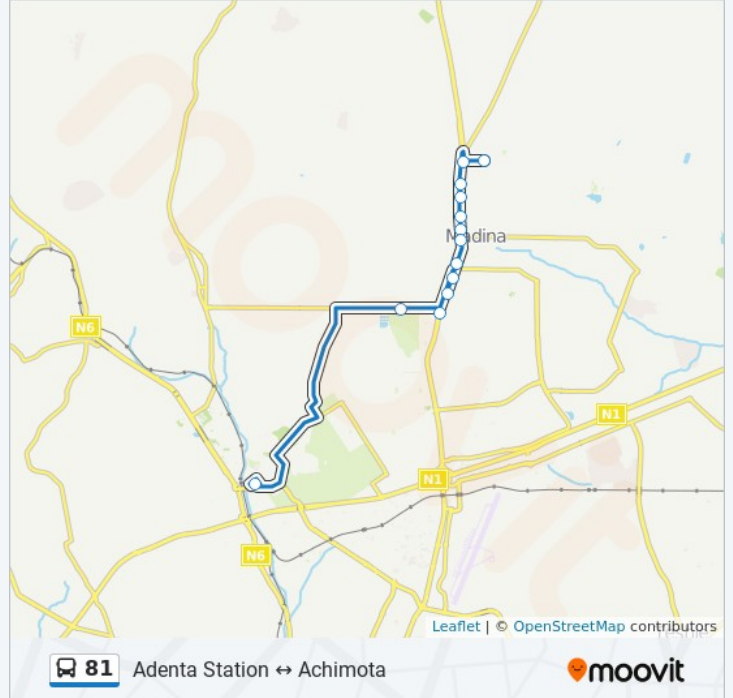 Madina
N6
N1
N1
N6
Leaflet | © OpenStreetMap contributors
81 Adenta Station ↔ Achimota
moovit